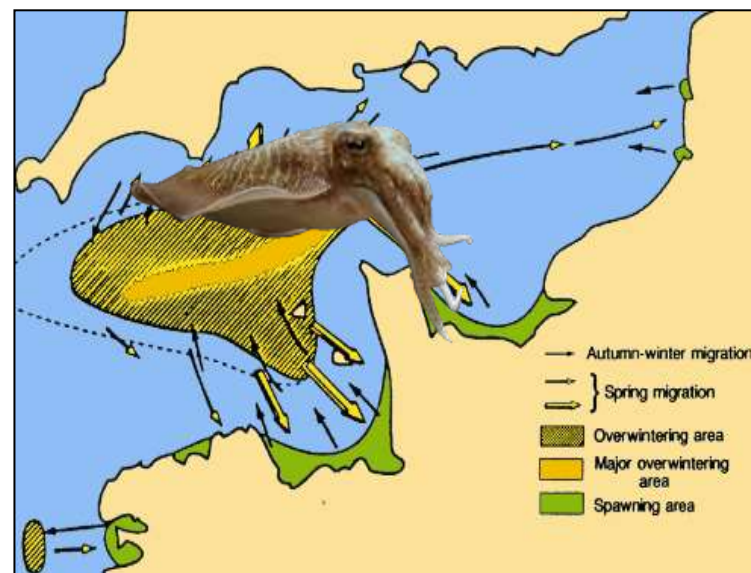 Autumn-winter migration
Spring migration
Overwintering area
Major overwintering
area
Spawning area